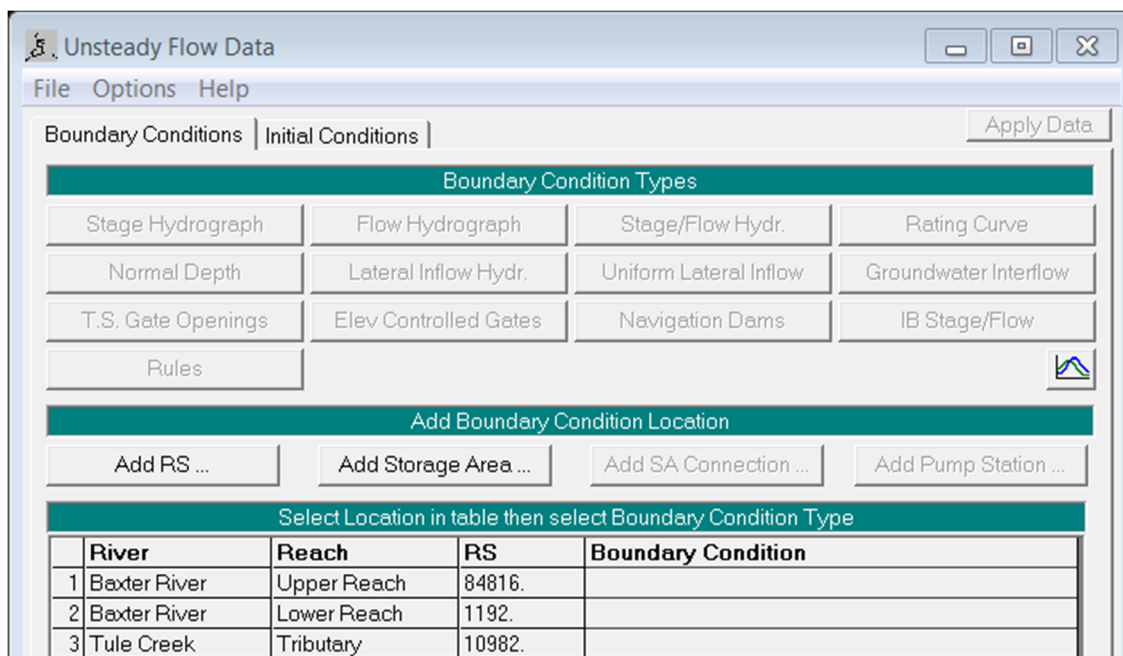 Unsteady Flow Data
File Options Help
Boundary Conditions Initial Conditions Apply Data
Boundary Condition Types
Stage Hydrograph Flow Hydrograph Stage/Flow Hydr. Rating Curve
Normal Depth Lateral Inflow Hydr. Uniform Lateral Inflow Groundwater Interflow
T.S. Gate Openings Elev Controlled Gates Navigation Dams IB Stage/Flow
Rules
Add Boundary Condition Location
Add RS ... Add Storage Area ... Add SA Connection ... Add Pump Station ...
Select Location in table then select Boundary Condition Type
River Reach RS Boundary Condition
1 Baxter River Upper Reach 84816.
2 Baxter River Lower Reach 1192.
3 Tule Creek Tributary 10982.